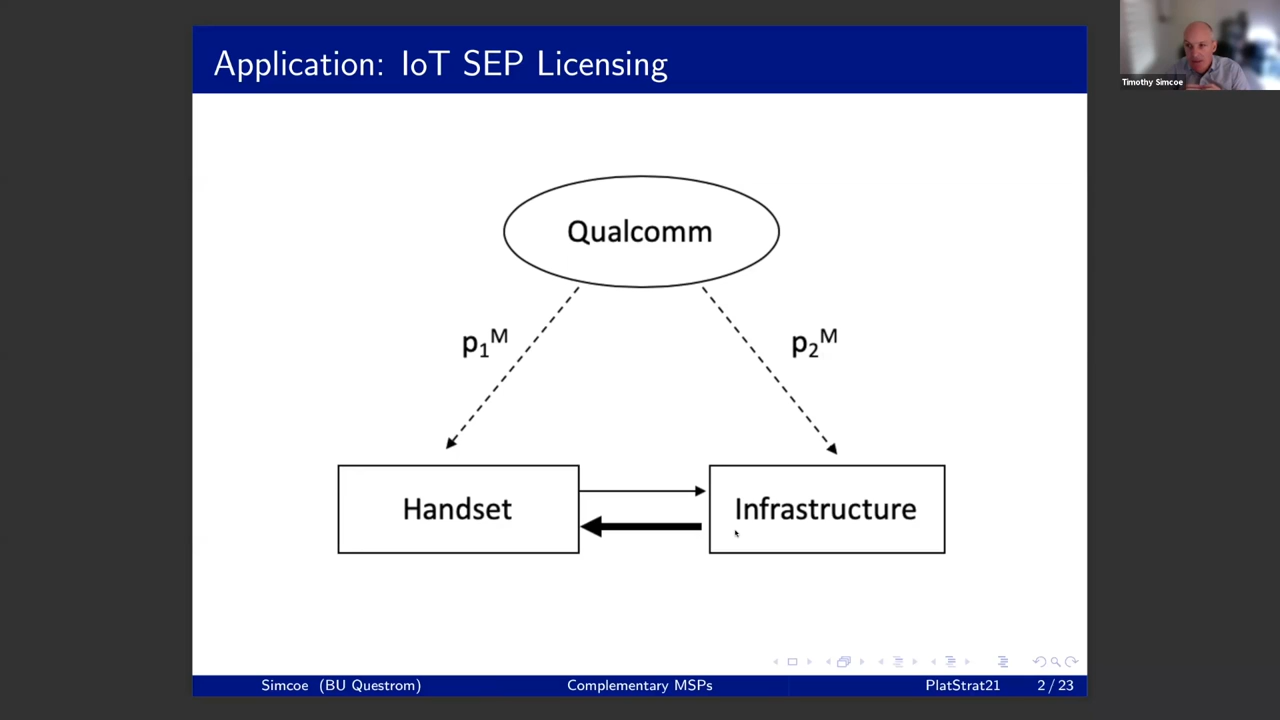 Application: IoT SEP Licensing
Timothy Simcoe
Qualcomm
p₁ᴹ
p₂ᴹ
Handset
Infrastructure
Simcoe (BU Questrom)
Complementary MSPs
PlatStrat21
2 / 23